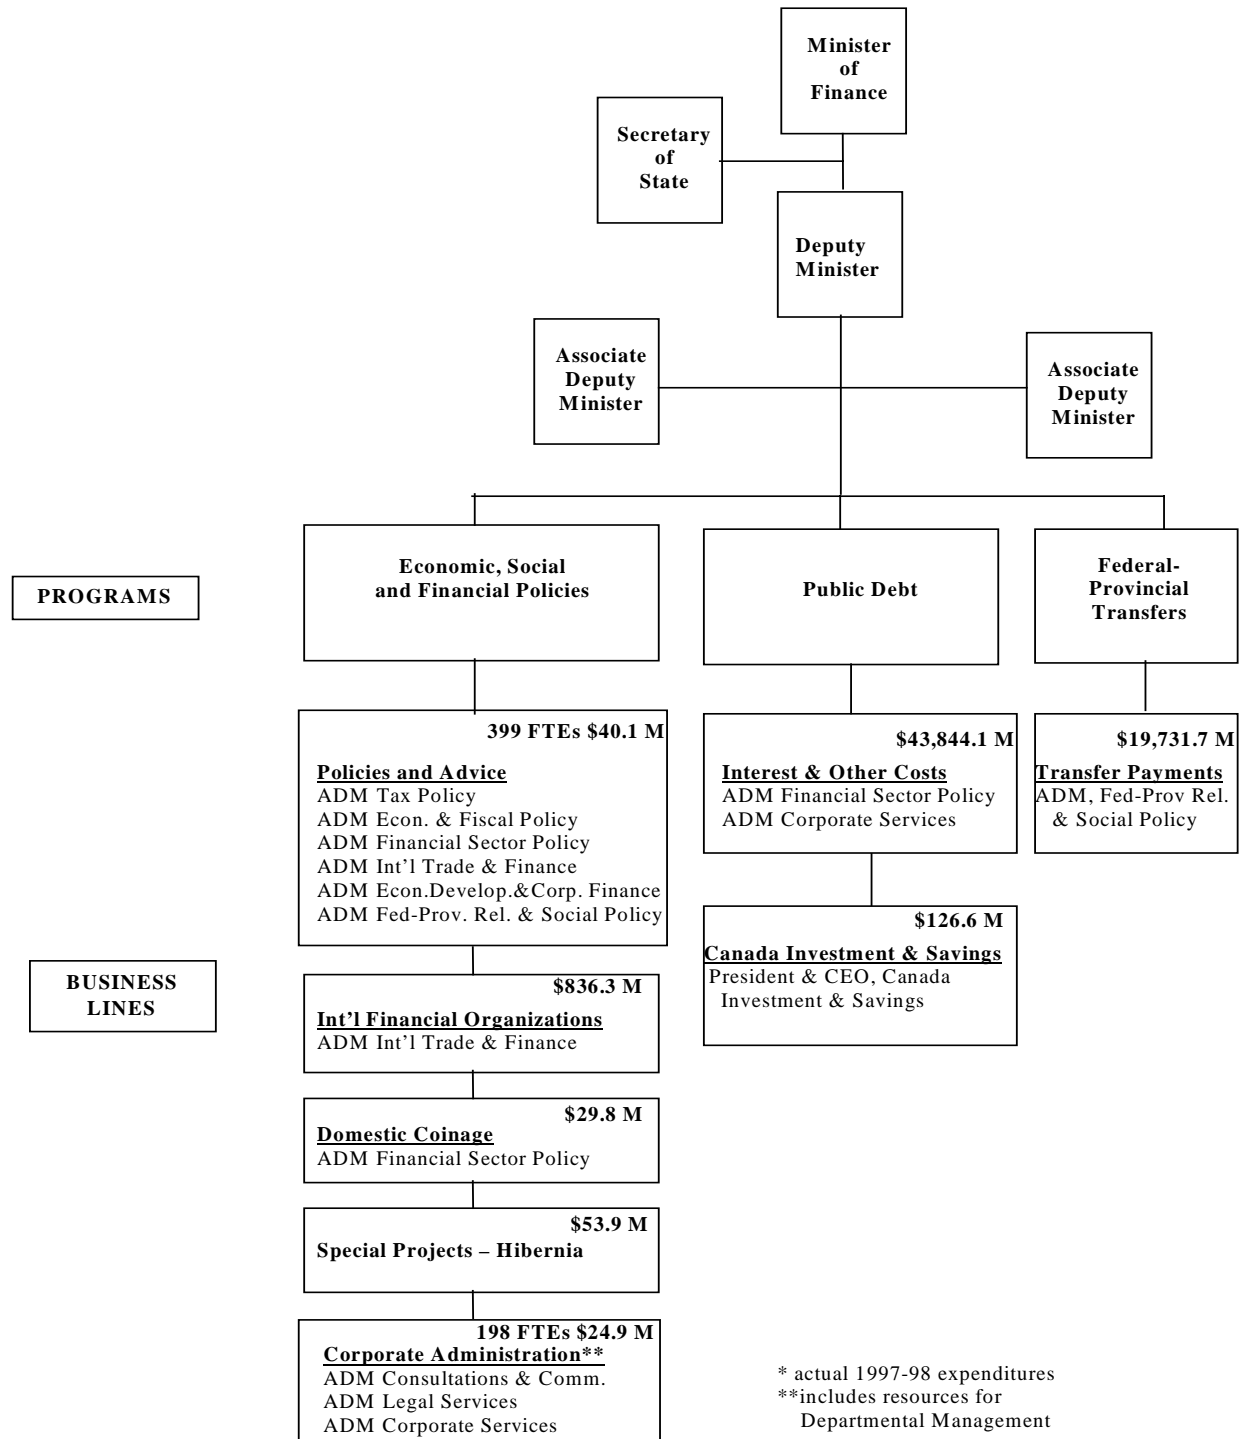 Minister
of
Finance
Secretary
of
State
Deputy
Minister
Associate
Deputy
Minister
Associate
Deputy
Minister
PROGRAMS
Economic, Social
and Financial Policies
Public Debt
Federal-
Provincial
Transfers
399 FTEs $40.1 M
Policies and Advice
ADM Tax Policy
ADM Econ. & Fiscal Policy
ADM Financial Sector Policy
ADM Int’l Trade & Finance
ADM Econ.Develop.&Corp. Finance
ADM Fed-Prov. Rel. & Social Policy
$43,844.1 M
Interest & Other Costs
ADM Financial Sector Policy
ADM Corporate Services
$19,731.7 M
Transfer Payments
ADM, Fed-Prov Rel.
& Social Policy
$126.6 M
Canada Investment & Savings
President & CEO, Canada
Investment & Savings
BUSINESS
LINES
$836.3 M
Int’l Financial Organizations
ADM Int’l Trade & Finance
$29.8 M
Domestic Coinage
ADM Financial Sector Policy
$53.9 M
Special Projects – Hibernia
198 FTEs $24.9 M
Corporate Administration**
ADM Consultations & Comm.
ADM Legal Services
ADM Corporate Services
* actual 1997-98 expenditures
**includes resources for
Departmental Management